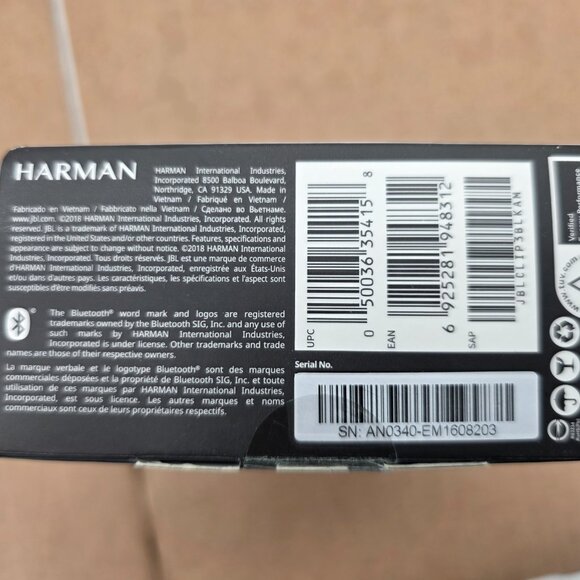 HARMAN
HARMAN International Industries,
Incorporated 8500 Balboa Boulevard,
Northridge, CA 91329 USA. Made in
Vietnam / Fabriqué en Vietnam /
Fabricado en Vietnam / Fabbricato nella Vietnam / Сделано во Вьетнаме.
www.jbl.com. ©2018 HARMAN International Industries, Incorporated. All rights
reserved. JBL is a trademark of HARMAN International Industries, Incorporated,
registered in the United States and/or other countries. Features, specifications and
appearance are subject to change without notice. ©2018 HARMAN International
Industries, Incorporated. Tous droits réservés. JBL est une marque de commerce
d'HARMAN International Industries, Incorporated, enregistrée aux États-Unis
et/ou dans d'autres pays. Les caractéristiques, les spécifications et l'aspect sont
susceptibles d'être modifiés sans préavis.
The Bluetooth® word mark and logos are registered
trademarks owned by the Bluetooth SIG, Inc. and any use of
such marks by HARMAN International Industries,
Incorporated is under license. Other trademarks and trade
names are those of their respective owners.
La marque verbale et le logotype Bluetooth® sont des marques
commerciales déposées et la propriété de Bluetooth SIG, Inc. et toute
utilisation de ces marques par HARMAN International Industries,
Incorporated, est sous licence. Les autres marques et noms
commerciaux sont ceux de leurs propriétaires respectifs.
UPC
0 50036 35415 8
EAN
6 925281 948312
SAP
JBLCLIP3BLKAM
Serial No.
SN: AN0340-EM1608203
Verified
Performance
www.tuv.com